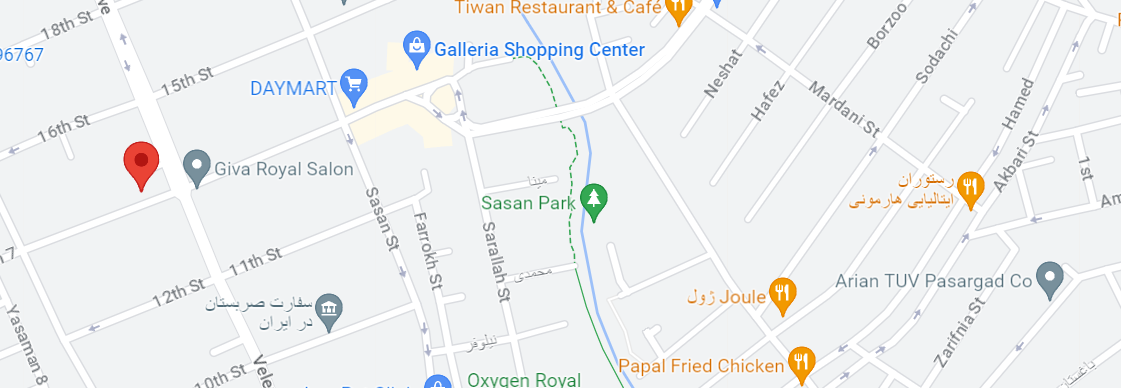 Tiwan Restaurant & Café
18th St
96767
Galleria Shopping Center
15th St
DAYMART
Borzoo
Sodachi
Neshat
Hafez
Mardani St
Hamed
16th St
Giva Royal Salon
مینا
Sasan Park
رستوران
ایتالیایی هارمونی
Akbari St
1st
Sasan St
Farrokh St
Sarallah St
11th St
محمدی
12th St
سفارت صربستان
در ایران
ژول Joule
Arian TUV Pasargad Co
Yasaman 8
نیلوفر
Zarifnia St
Papal Fried Chicken
10th St
Oxygen Royal